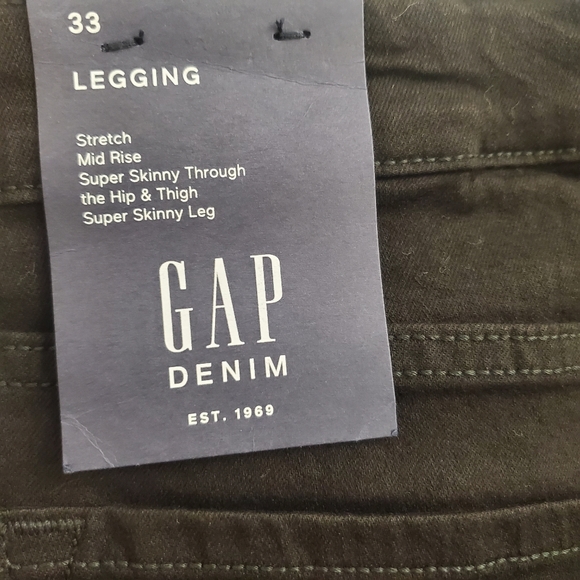 33
LEGGING
Stretch
Mid Rise
Super Skinny Through
the Hip & Thigh
Super Skinny Leg
GAP
DENIM
EST. 1969